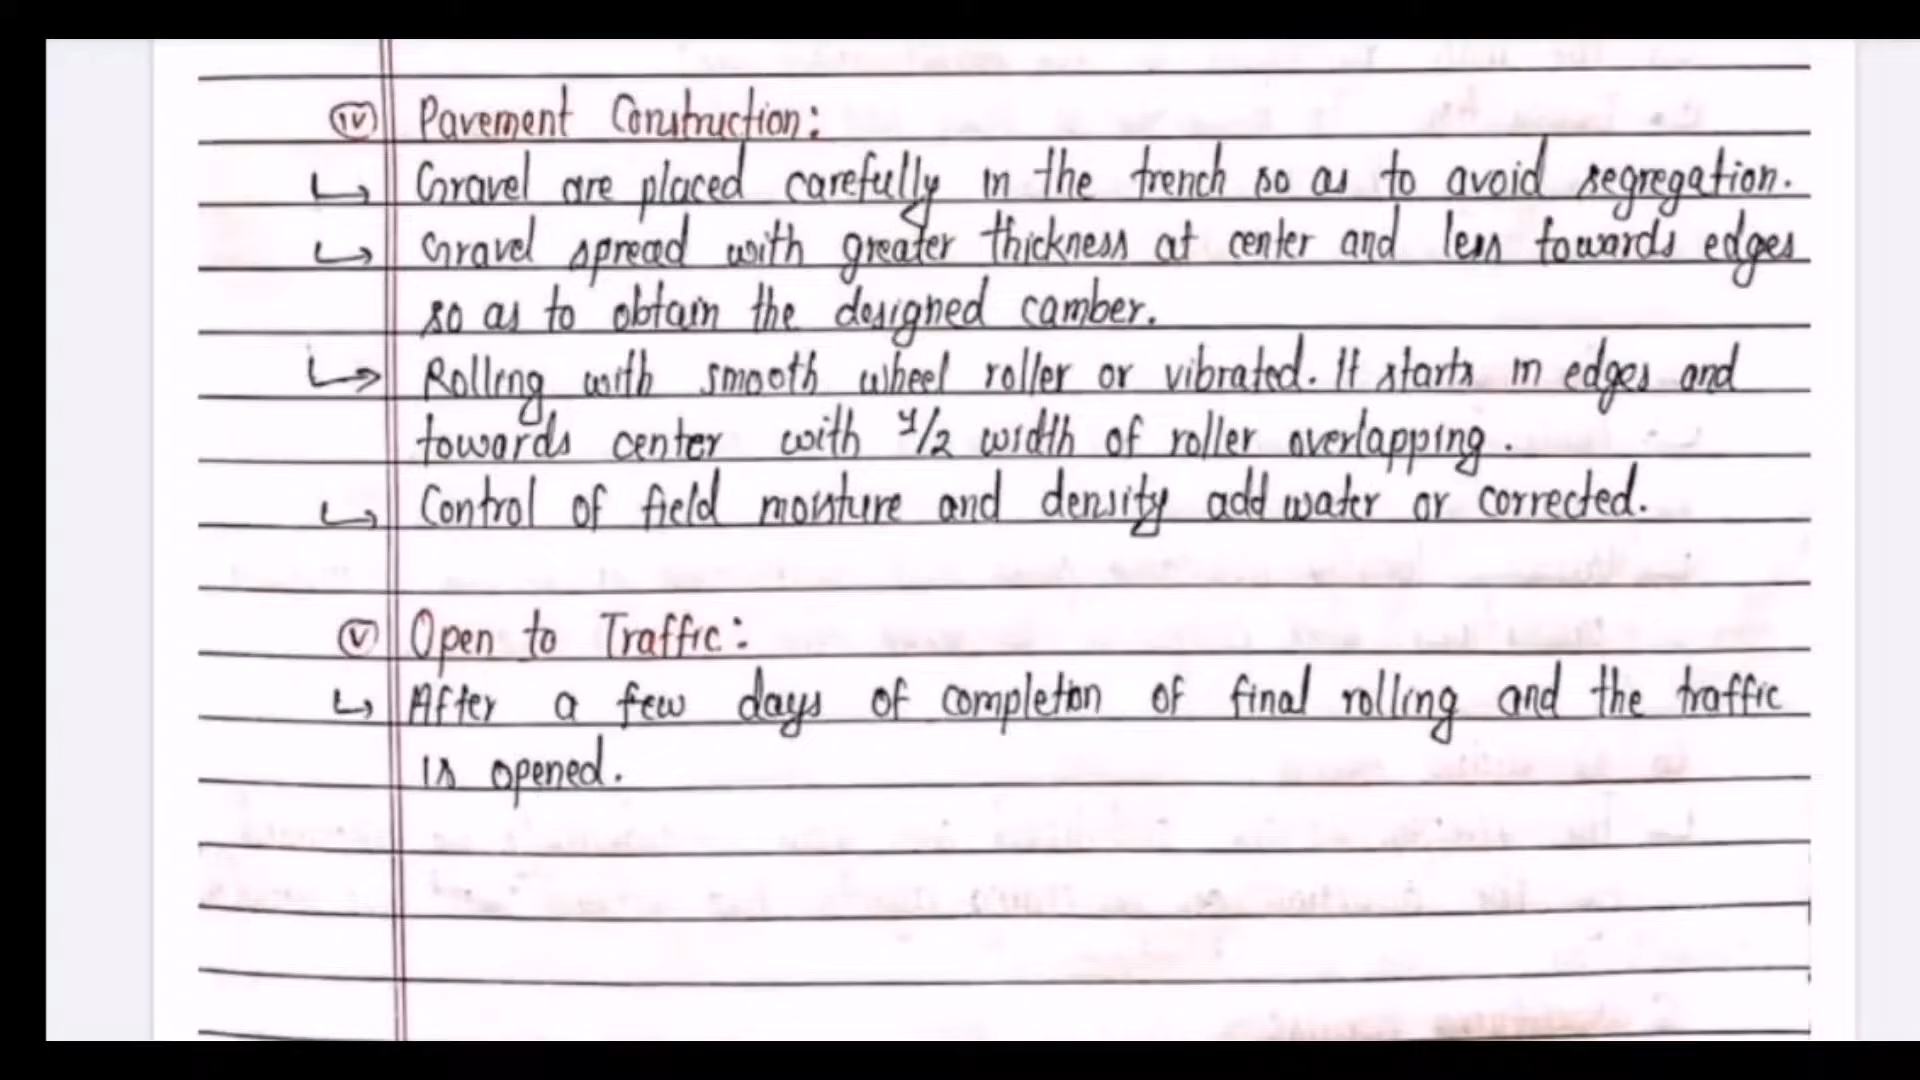 (iv) Pavement Construction:
↳ Gravel are placed carefully in the trench so as to avoid segregation.
↳ Gravel spread with greater thickness at center and less towards edges
so as to obtain the designed camber.
↳ Rolling with smooth wheel roller or vibrated. It starts in edges and
towards center with 1/2 width of roller overlapping.
↳ Control of field moisture and density add water or corrected.
(v) Open to Traffic:
↳ After a few days of completion of final rolling and the traffic
is opened.